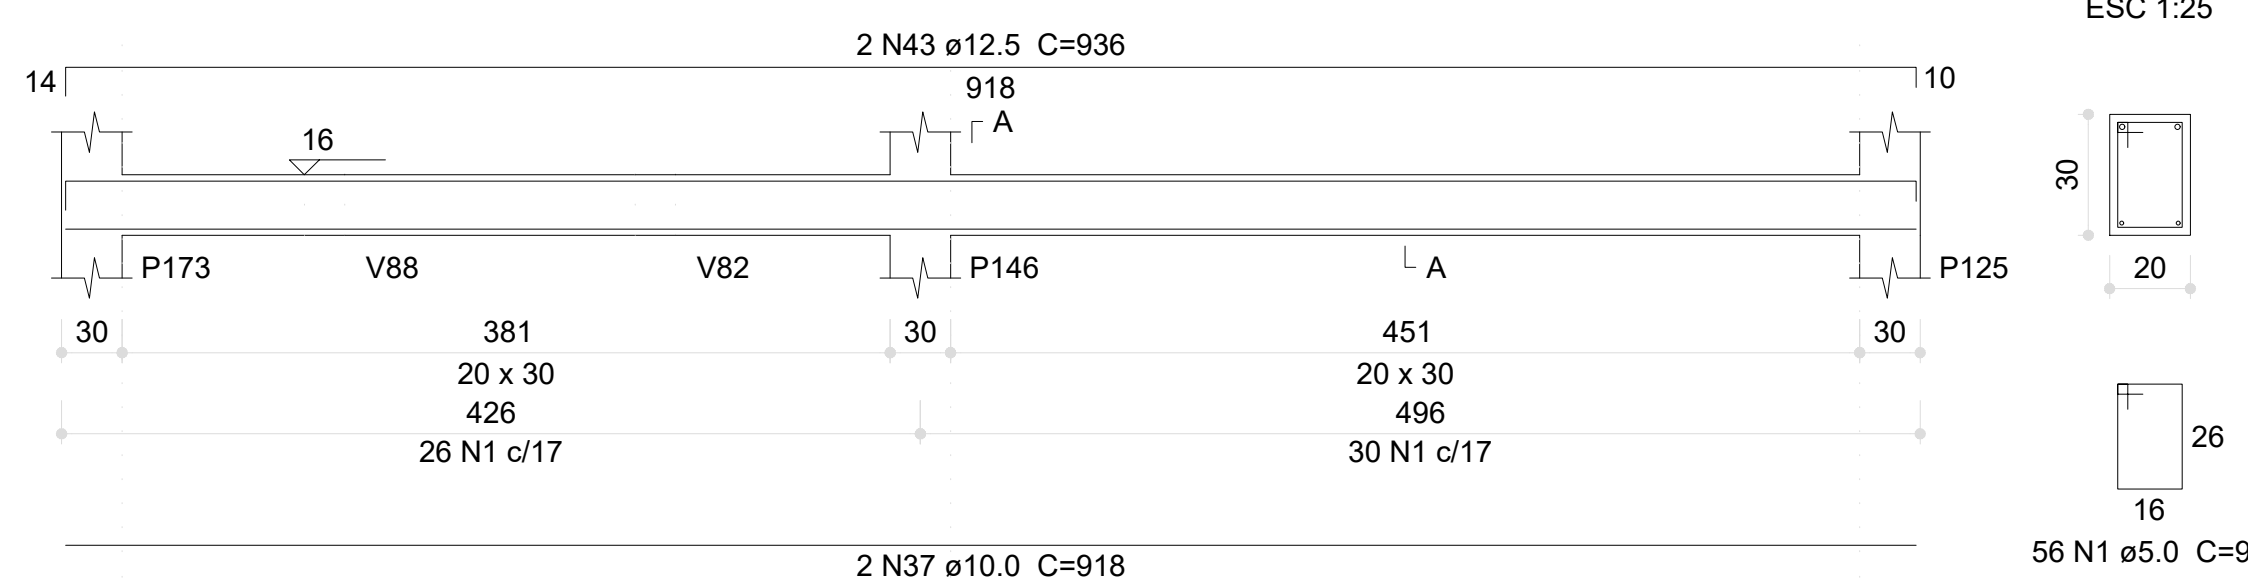 ESC 1:25
2 N43 ø12.5 C=936
14
918
10
A
16
30
P173
V88
V82
P146
A
P125
20
30
381
30
451
30
20 x 30
20 x 30
426
496
26 N1 c/17
30 N1 c/17
26
16
56 N1 ø5.0 C=9
2 N37 ø10.0 C=918